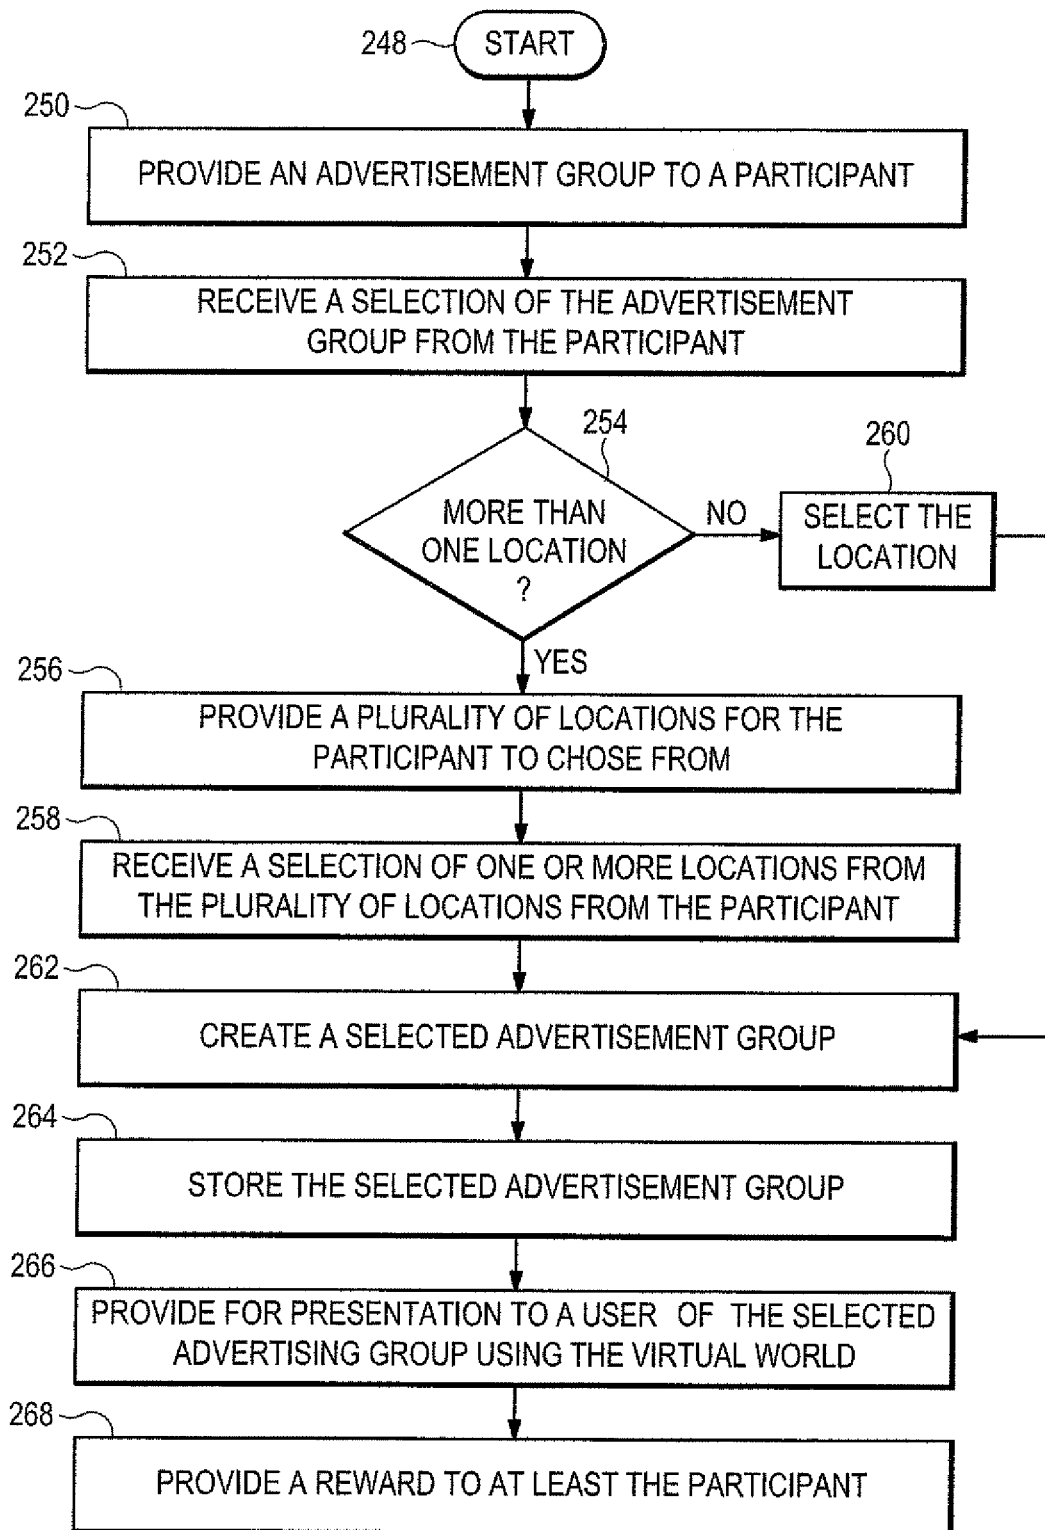 248
START
250
PROVIDE AN ADVERTISEMENT GROUP TO A PARTICIPANT
252
RECEIVE A SELECTION OF THE ADVERTISEMENT
GROUP FROM THE PARTICIPANT
254
MORE THAN
ONE LOCATION
?
NO
260
SELECT THE
LOCATION
YES
256
PROVIDE A PLURALITY OF LOCATIONS FOR THE
PARTICIPANT TO CHOSE FROM
258
RECEIVE A SELECTION OF ONE OR MORE LOCATIONS FROM
THE PLURALITY OF LOCATIONS FROM THE PARTICIPANT
262
CREATE A SELECTED ADVERTISEMENT GROUP
264
STORE THE SELECTED ADVERTISEMENT GROUP
266
PROVIDE FOR PRESENTATION TO A USER OF THE SELECTED
ADVERTISING GROUP USING THE VIRTUAL WORLD
268
PROVIDE A REWARD TO AT LEAST THE PARTICIPANT